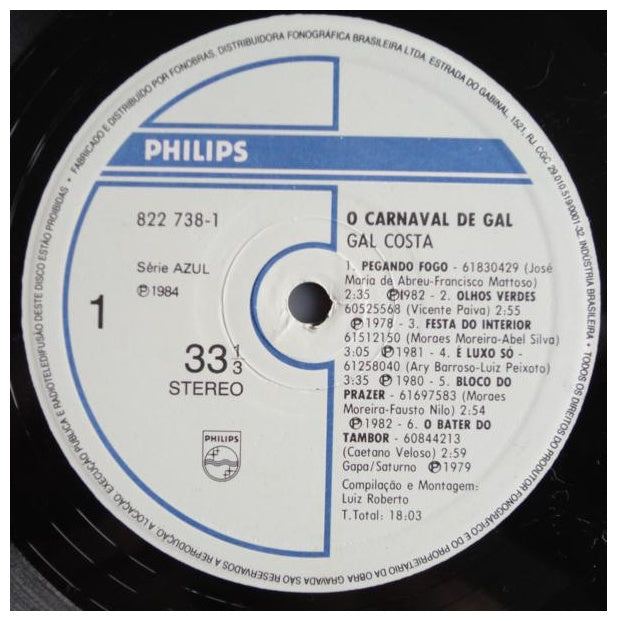 • FABRICADO E DISTRIBUIDO POR FONOBRAS, DISTRIBUIDORA FONOGRÁFICA BRASILEIRA LTDA. ESTRADA DO GABINAL, 1521, RJ, CGC 29.010.519/0001-32. INDÚSTRIA BRASILEIRA • TODOS OS DIREITOS DO PRODUTOR FONOGRÁFICO E DO PROPRIETÁRIO DA OBRA GRAVADA SÃO RESERVADOS A REPRODUÇÃO, A LOCAÇÃO, EXECUÇÃO PÚBLICA E RADIOTELEDIFUSÃO DESTE DISCO ESTÃO PROIBIDAS
PHILIPS
822 738-1
Série AZUL
℗1984
1
33 1/3
STEREO
PHILIPS
O CARNAVAL DE GAL
GAL COSTA
1. PEGANDO FOGO - 61830429 (José
Maria de Abreu-Francisco Mattoso)
2:35 ℗1982 - 2. OLHOS VERDES
60525568 (Vicente Paiva) 2:55
℗1978 - 3. FESTA DO INTERIOR
61512150 (Moraes Moreira-Abel Silva)
3:05 ℗1981 - 4. É LUXO SÓ -
61258040 (Ary Barroso-Luiz Peixoto)
3:35 ℗ 1980 - 5. BLOCO DO
PRAZER - 61697583 (Moraes
Moreira-Fausto Nilo) 2:54
℗1982 - 6. O BATER DO
TAMBOR - 60844213
(Caetano Veloso) 2:59
Gapa/Saturno ℗1979
Compilação e Montagem:
Luiz Roberto
T. Total: 18:03